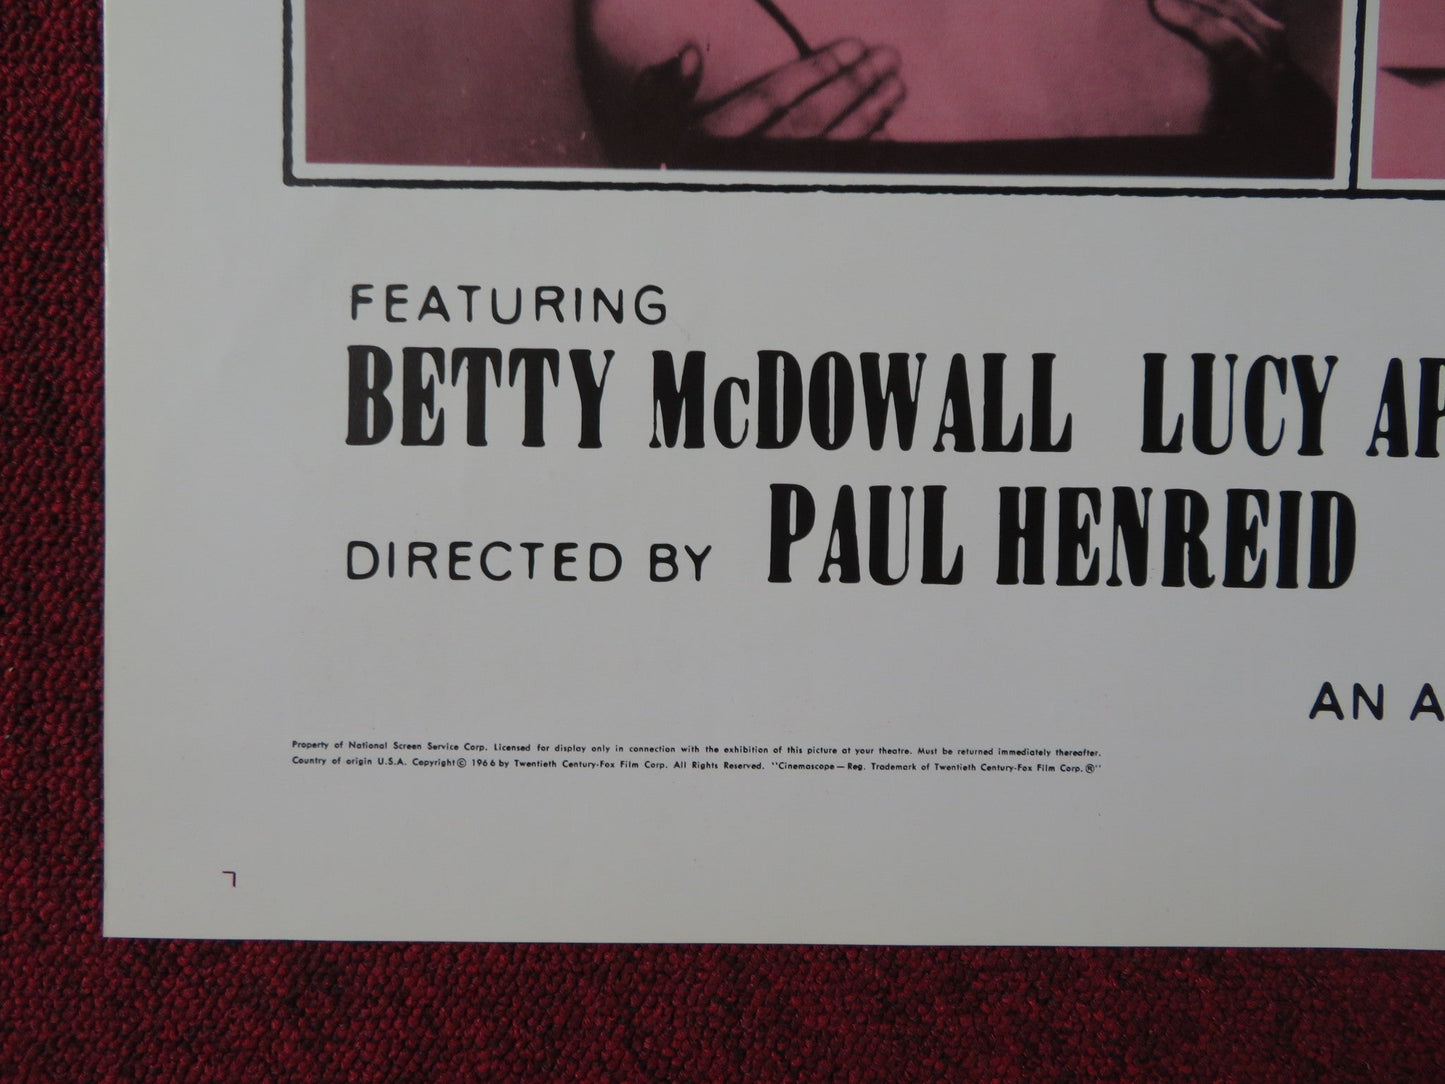 FEATURING
BETTY McDOWALL LUCY AP
DIRECTED BY PAUL HENREID
AN A
Property of National Screen Service Corp. Licensed for display only in connection with the exhibition of this picture at your theatre. Must be returned immediately thereafter.
Country of origin U.S.A. Copyright © 1966 by Twentieth Century-Fox Film Corp. All Rights Reserved. "Cinemascope — Reg. Trademark of Twentieth Century-Fox Film Corp.®"
7